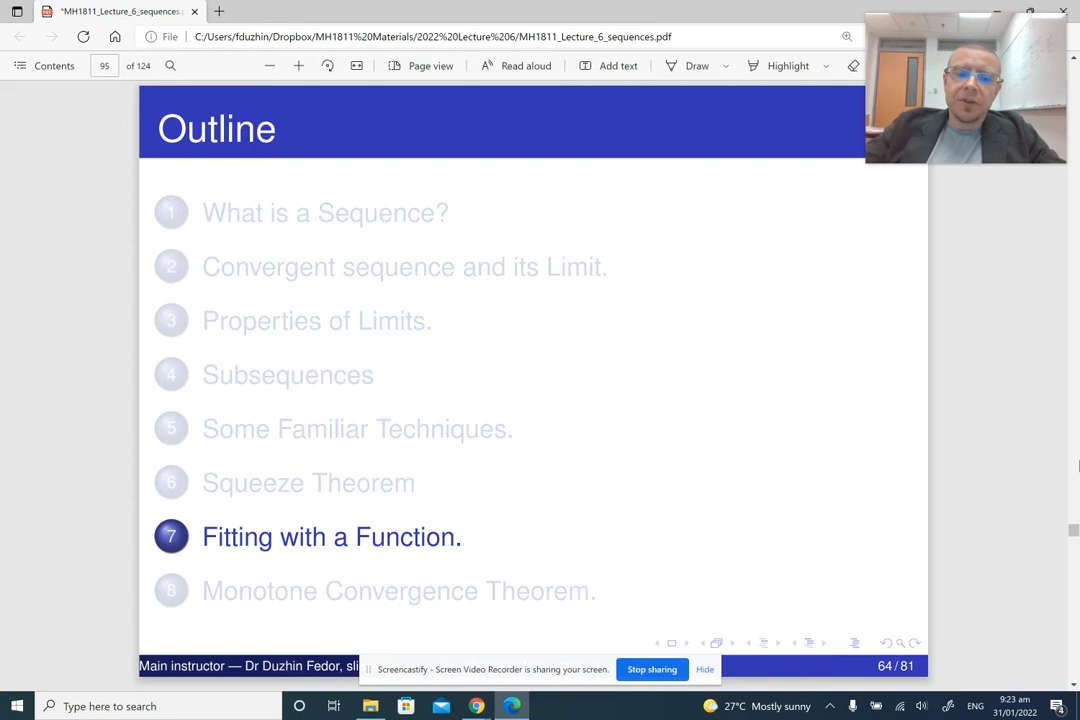 *MH1811_Lecture_6_sequences.p
File
C:/Users/fduzhin/Dropbox/MH1811%20Materials/2022%20Lecture%206/MH1811_Lecture_6_sequences.pdf
Contents
95
of 124
Page view
Read aloud
Add text
Draw
Highlight
Outline
1 What is a Sequence?
2 Convergent sequence and its Limit.
3 Properties of Limits.
4 Subsequences
5 Some Familiar Techniques.
6 Squeeze Theorem
7 Fitting with a Function.
8 Monotone Convergence Theorem.
Main instructor — Dr Duzhin Fedor, sli
64 / 81
Screencastify - Screen Video Recorder is sharing your screen.
Stop sharing
Hide
Type here to search
27°C Mostly sunny
ENG
9:23 am
31/01/2022
4